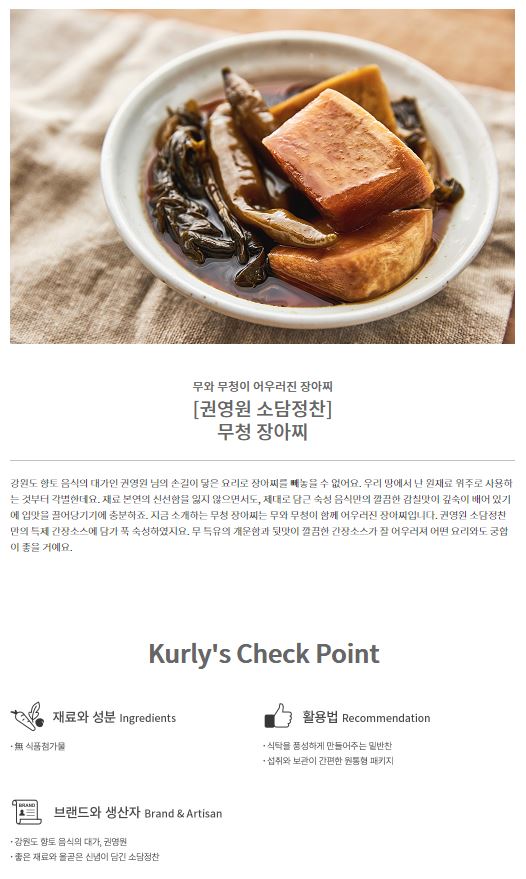 무와 무청이 어우러진 장아찌
[권영원 소담정찬]
무청 장아찌
강원도 향토 음식의 대가인 권영원 님의 손길이 닿은 요리로 장아찌를 빼놓을 수 없어요. 우리 땅에서 난 원재료 위주로 사용하
는 것부터 각별한데요. 재료 본연의 신선함을 잃지 않으면서도, 제대로 담근 숙성 음식만의 깔끔한 감칠맛이 깊숙이 배어 있기
에 입맛을 끌어당기기에 충분하죠. 지금 소개하는 무청 장아찌는 무와 무청이 함께 어우러진 장아찌입니다. 권영원 소담정찬
만의 특제 간장소스에 담가 푹 숙성하였지요. 무 특유의 개운함과 뒷맛이 깔끔한 간장소스가 잘 어우러져 어떤 요리와도 궁합
이 좋을 거예요.
Kurly's Check Point
재료와 성분 Ingredients
· 無 식품첨가물
활용법 Recommendation
· 식탁을 풍성하게 만들어주는 밑반찬
· 섭취와 보관이 간편한 원통형 패키지
BRAND
브랜드와 생산자 Brand & Artisan
· 강원도 향토 음식의 대가, 권영원
· 좋은 재료와 올곧은 신념이 담긴 소담정찬